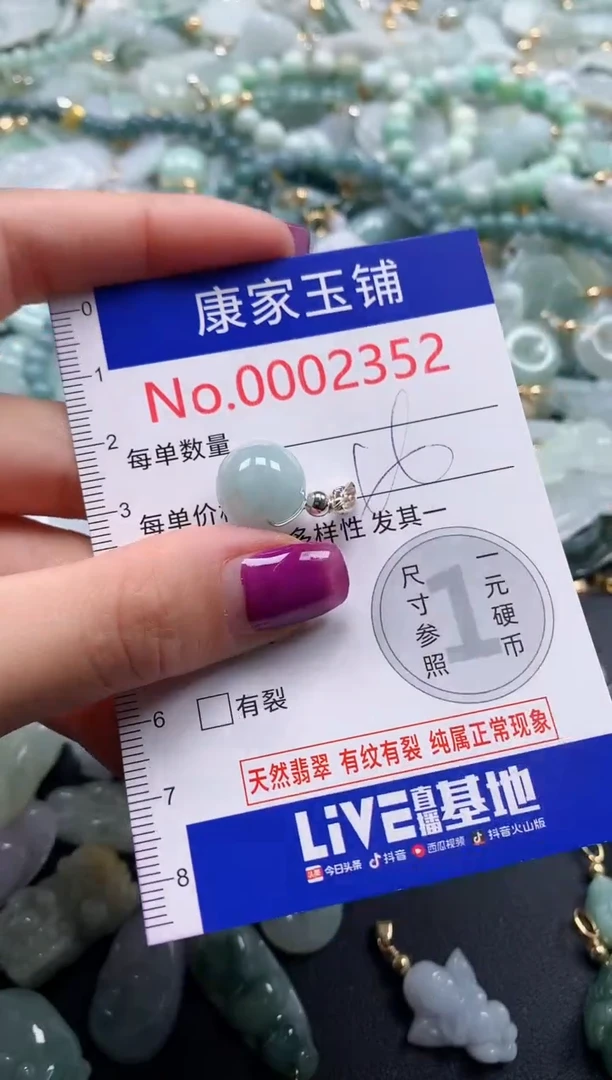 0
康家玉铺
1
No.0002352
2
每单数量
3
每单价
多样性 发其一
尺寸参照
1
一元硬币
6
有裂
天然翡翠 有纹有裂 纯属正常现象
7
LiVE直播基地
8
头条 今日头条 抖音 西瓜视频 抖音火山版